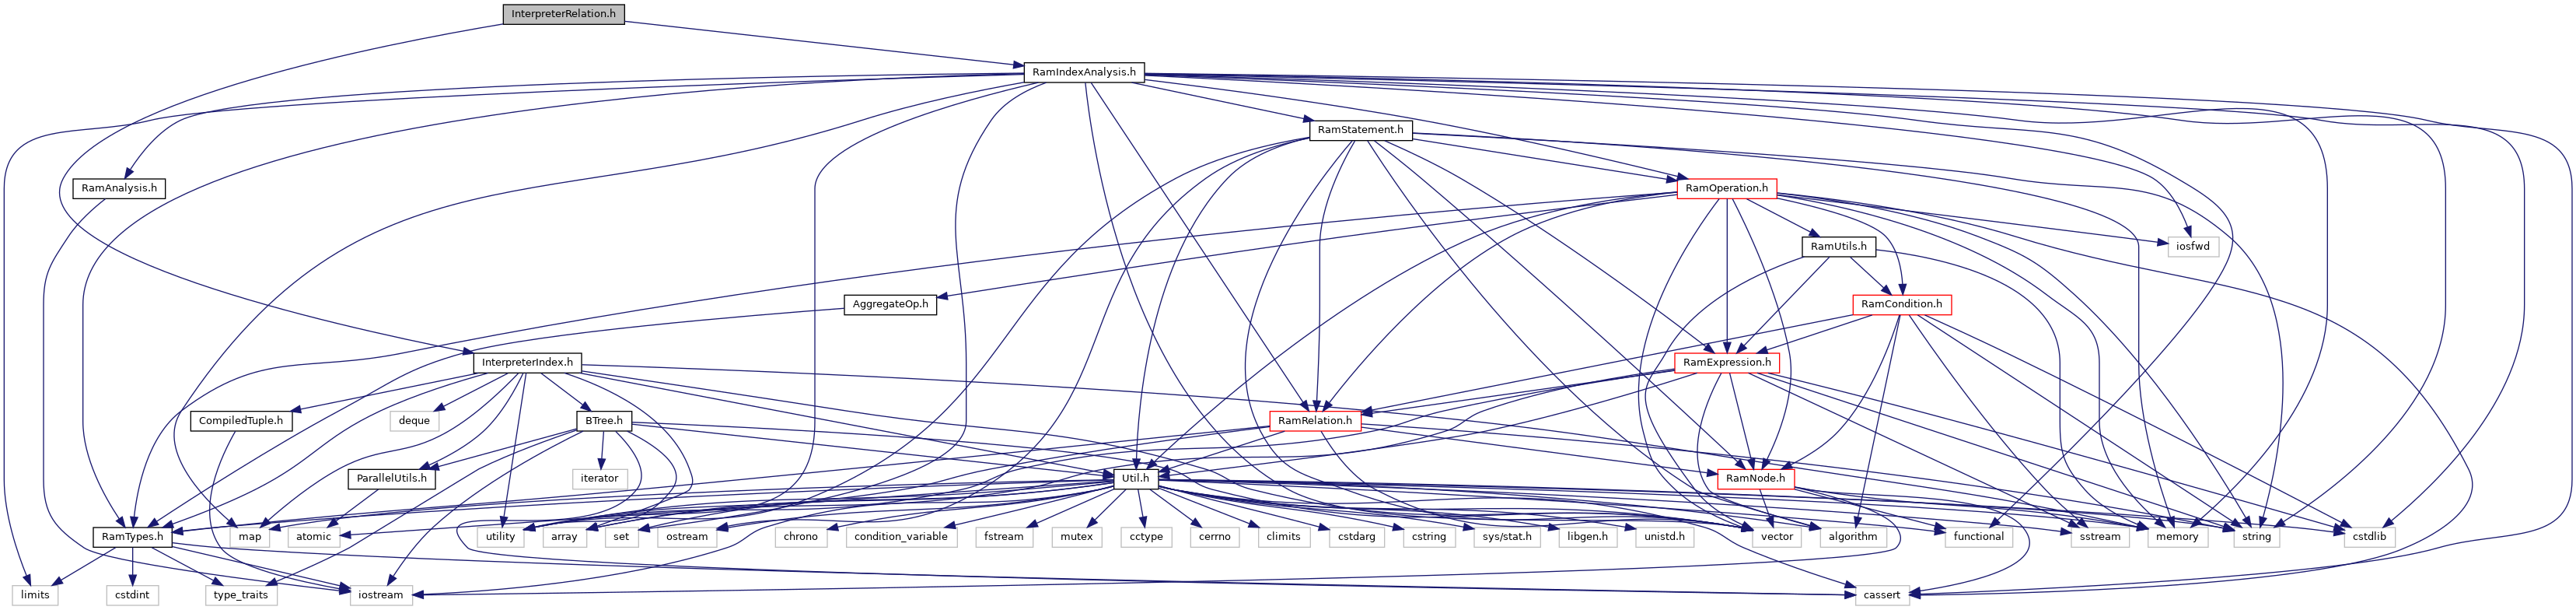 InterpreterRelation.h
RamIndexAnalysis.h
RamStatement.h
RamAnalysis.h
RamOperation.h
RamUtils.h
iosfwd
AggregateOp.h
RamCondition.h
InterpreterIndex.h
RamExpression.h
CompiledTuple.h
deque
BTree.h
RamRelation.h
ParallelUtils.h
iterator
Util.h
RamNode.h
RamTypes.h
map
atomic
utility
array
set
ostream
chrono
condition_variable
fstream
mutex
cctype
cerrno
climits
cstdarg
cstring
sys/stat.h
libgen.h
unistd.h
vector
algorithm
functional
sstream
memory
string
cstdlib
limits
cstdint
type_traits
iostream
cassert